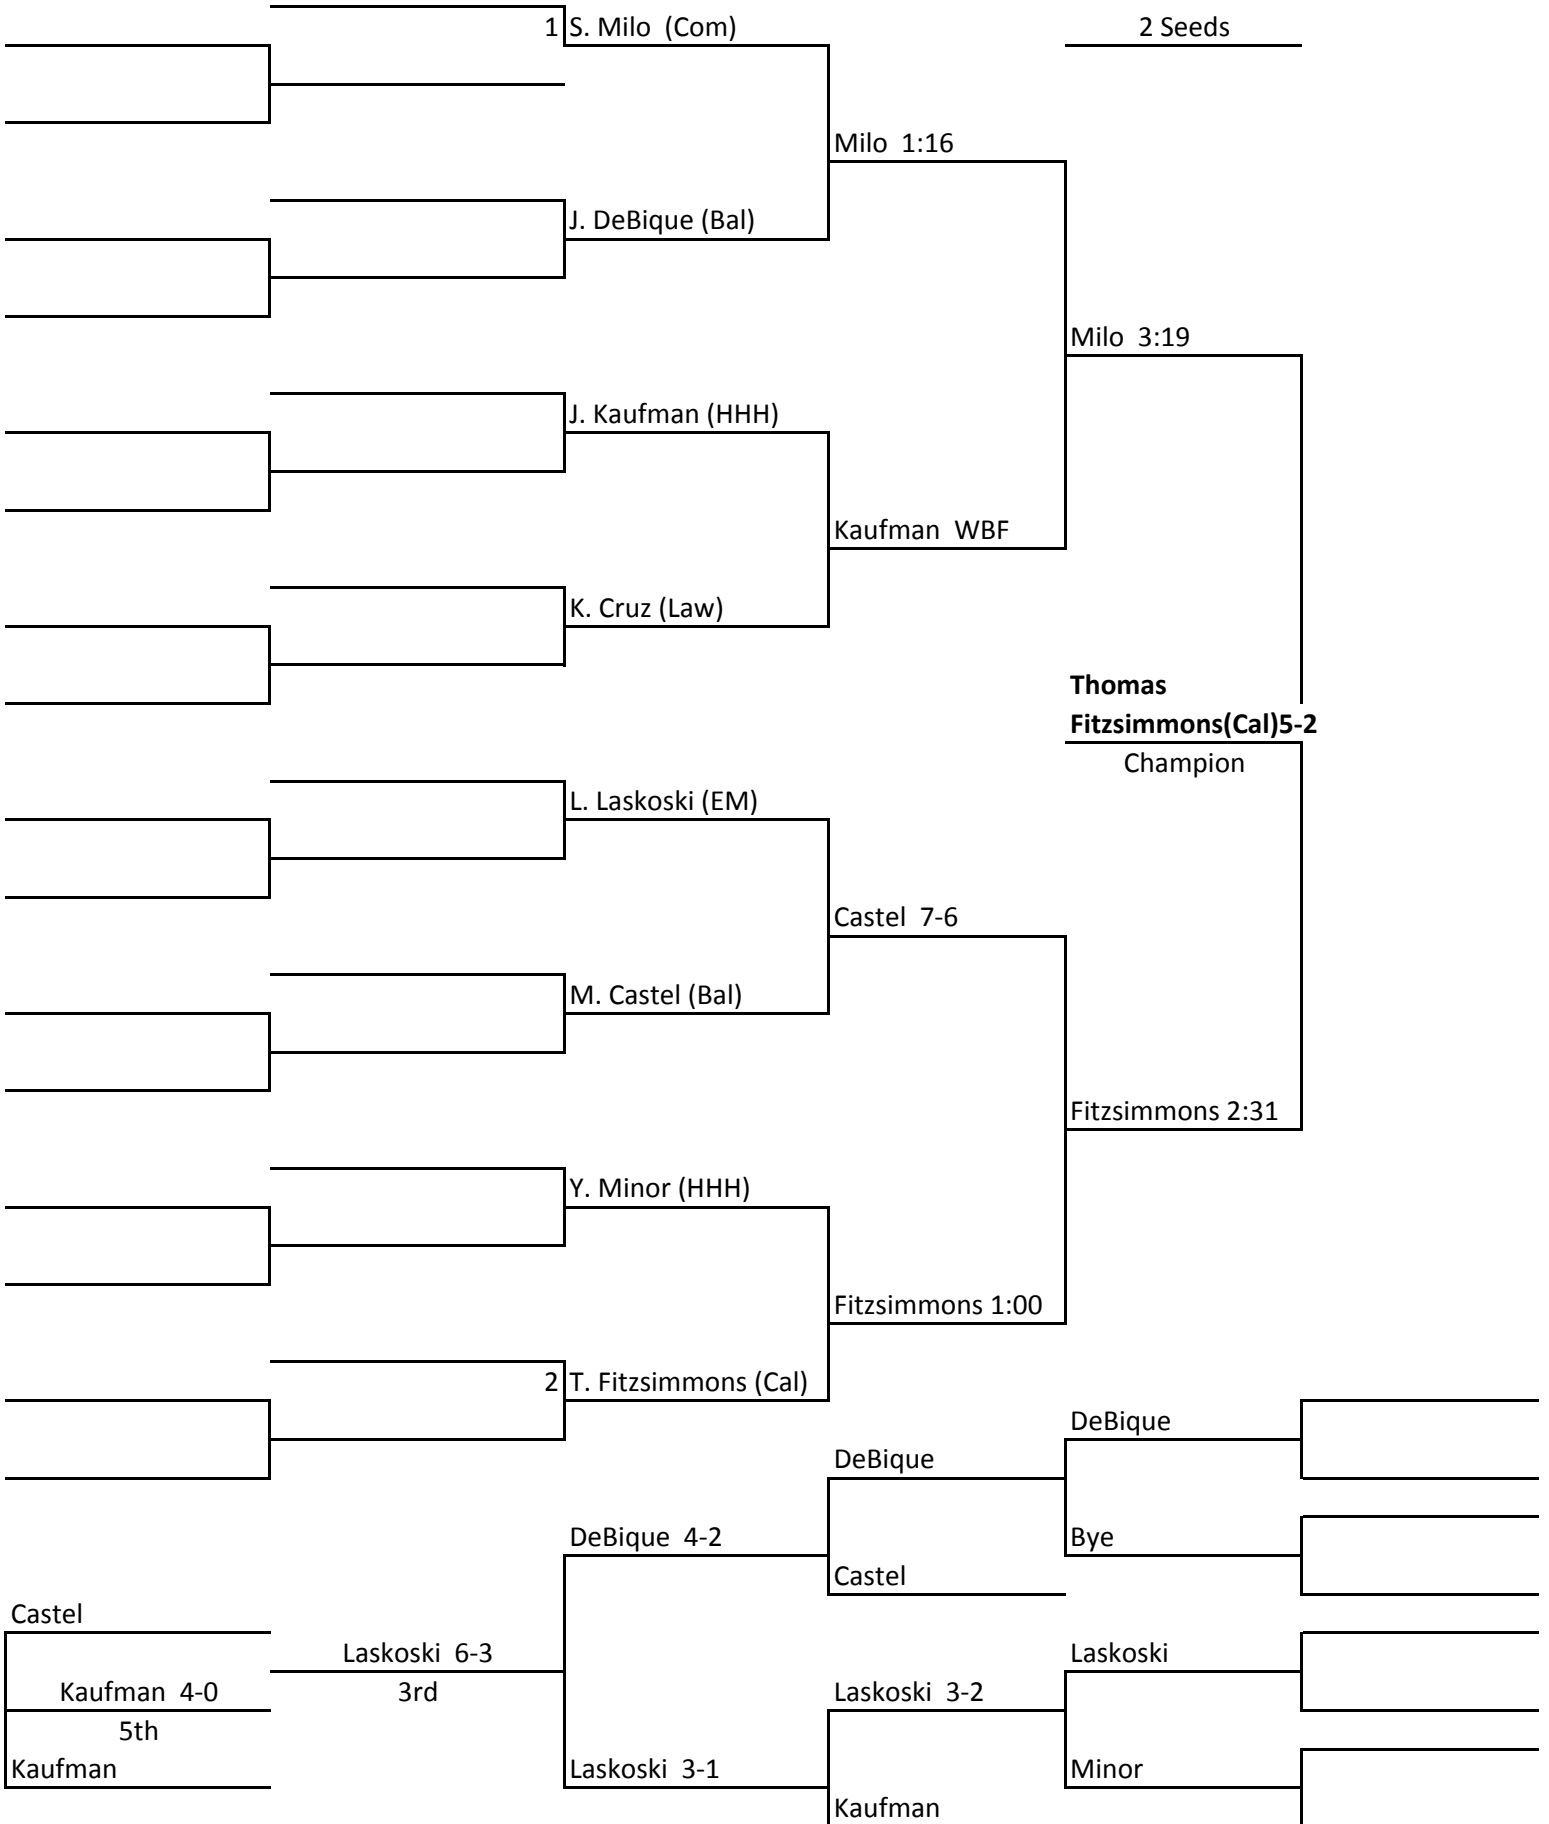 1 S. Milo  (Com)
2 Seeds
Milo  1:16
J. DeBique (Bal)
Milo  3:19
J. Kaufman (HHH)
Kaufman  WBF
K. Cruz (Law)
Thomas
Fitzsimmons(Cal)5-2
Champion
L. Laskoski (EM)
Castel  7-6
M. Castel (Bal)
Fitzsimmons 2:31
Y. Minor (HHH)
Fitzsimmons 1:00
2 T. Fitzsimmons (Cal)
DeBique
DeBique
DeBique  4-2
Bye
Castel
Castel
Laskoski  6-3
Laskoski
Kaufman  4-0
3rd
Laskoski  3-2
5th
Kaufman
Laskoski  3-1
Minor
Kaufman